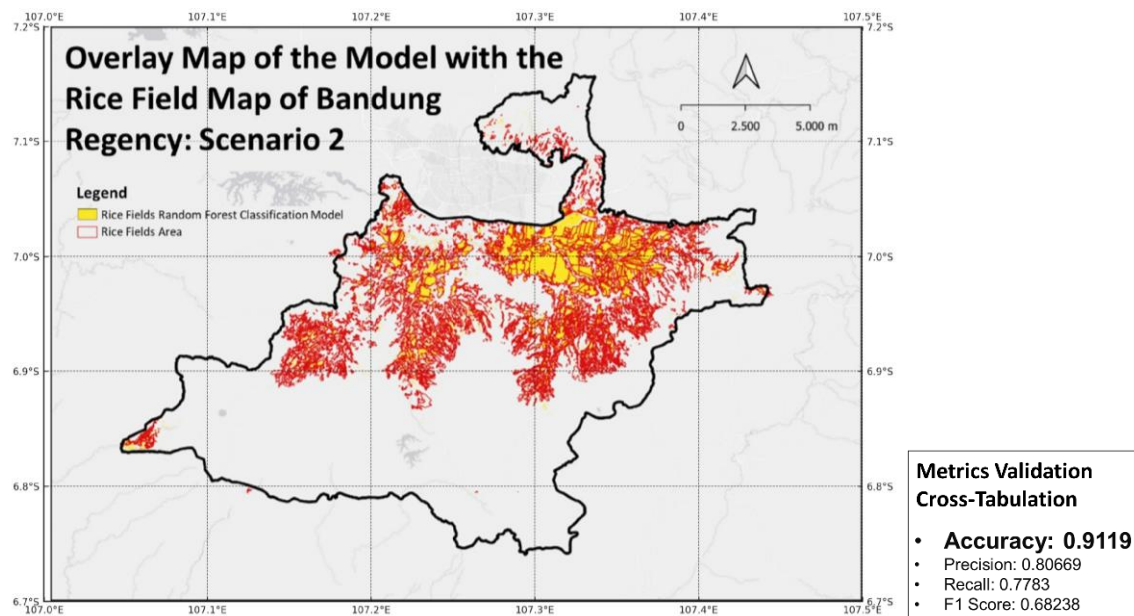 107.0°E 107.1°E 107.2°E 107.3°E 107.4°E 107.5°E
7.2°S 7.2°S
Overlay Map of the Model with the
Rice Field Map of Bandung
Regency: Scenario 2
0 2.500 5.000 m
7.1°S 7.1°S
Legend
Rice Fields Random Forest Classification Model
Rice Fields Area
7.0°S 7.0°S
6.9°S 6.9°S
6.8°S 6.8°S
6.7°S 6.7°S
107.0°E 107.1°E 107.2°E 107.3°E 107.4°E 107.5°E
Metrics Validation
Cross-Tabulation
• Accuracy: 0.9119
• Precision: 0.80669
• Recall: 0.7783
• F1 Score: 0.68238